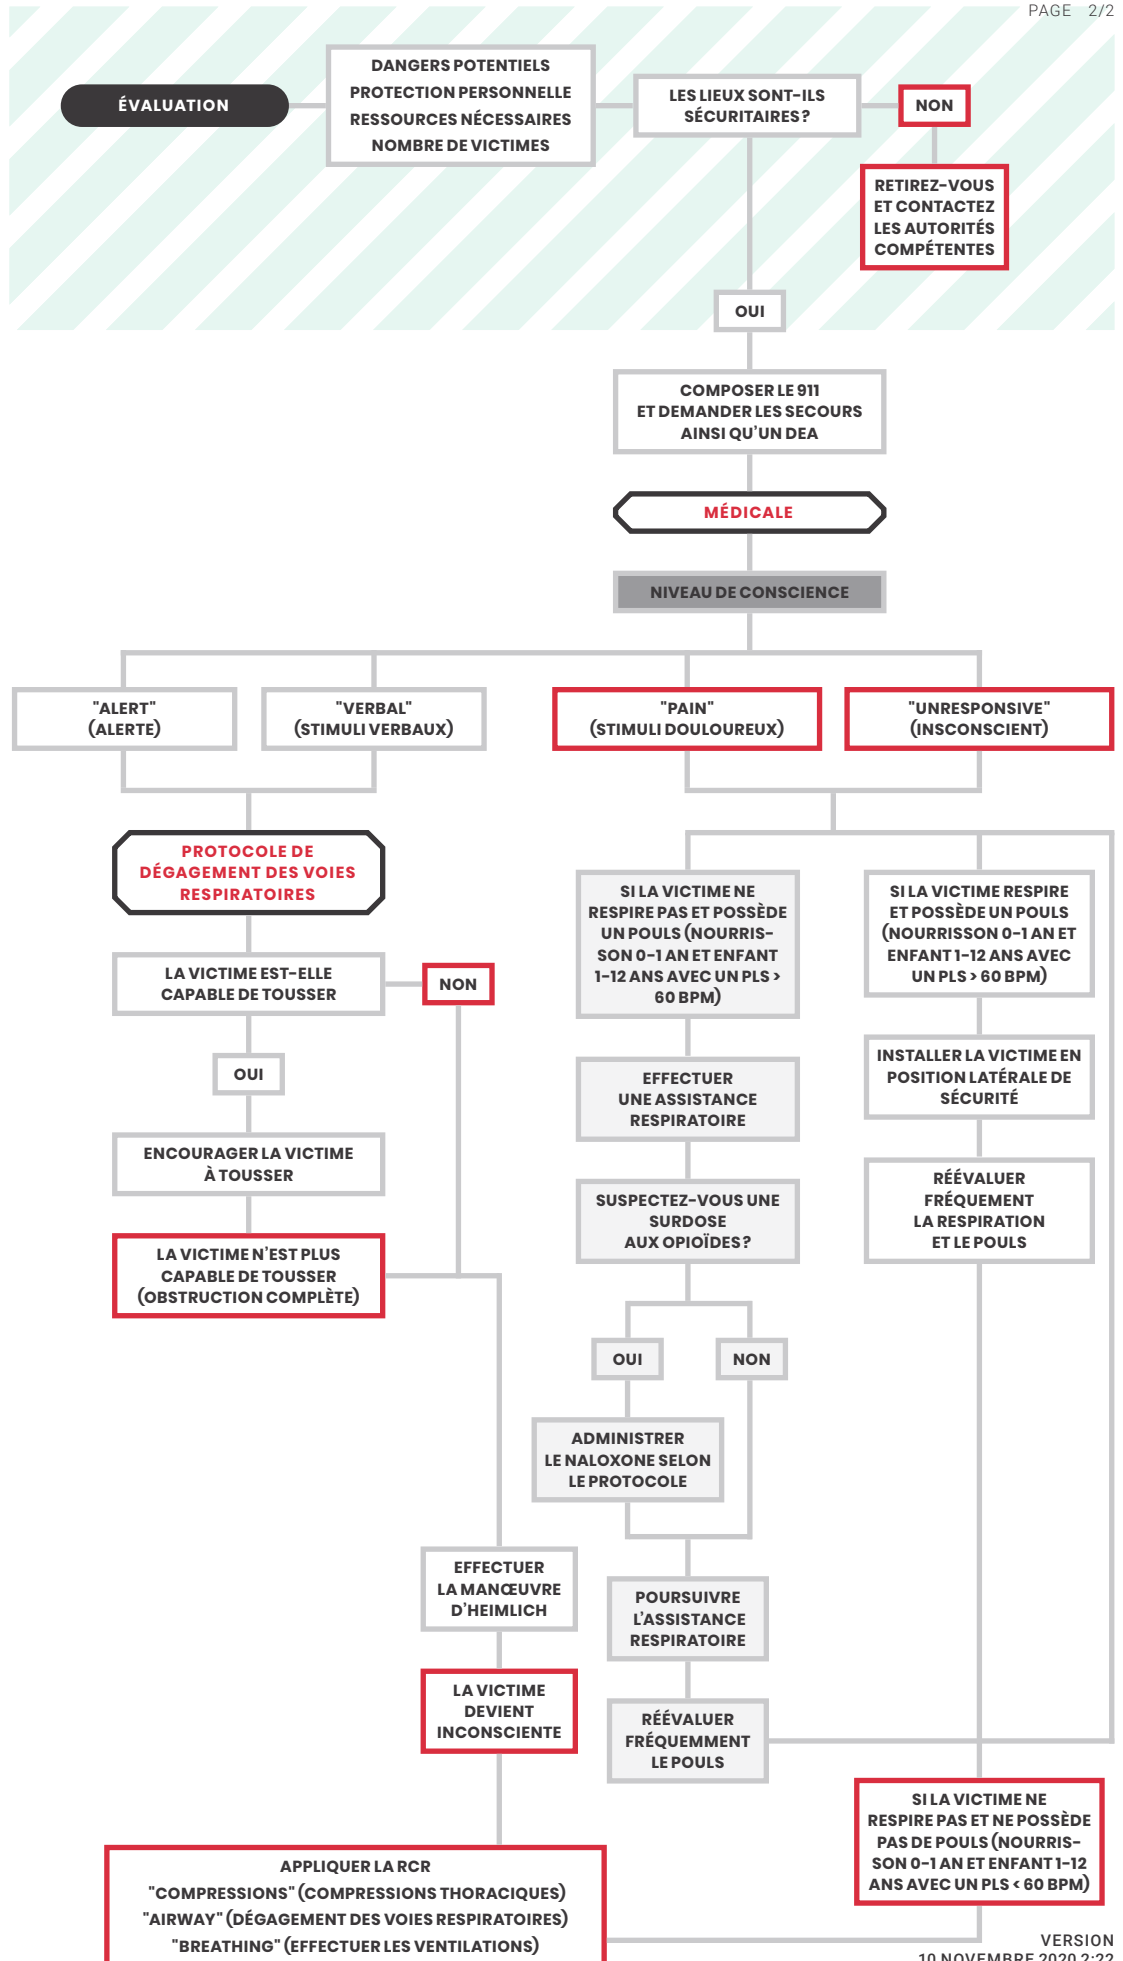 PAGE 2/2
ÉVALUATION
DANGERS POTENTIELS
PROTECTION PERSONNELLE
RESSOURCES NÉCESSAIRES
NOMBRE DE VICTIMES
LES LIEUX SONT-ILS
SÉCURITAIRES?
NON
RETIREZ-VOUS
ET CONTACTEZ
LES AUTORITÉS
COMPÉTENTES
OUI
COMPOSER LE 911
ET DEMANDER LES SECOURS
AINSI QU'UN DEA
MÉDICALE
NIVEAU DE CONSCIENCE
"ALERT"
(ALERTE)
"VERBAL"
(STIMULI VERBAUX)
"PAIN"
(STIMULI DOULOUREUX)
"UNRESPONSIVE"
(INSCONSCIENT)
PROTOCOLE DE
DÉGAGEMENT DES VOIES
RESPIRATOIRES
LA VICTIME EST-ELLE
CAPABLE DE TOUSSER
NON
OUI
ENCOURAGER LA VICTIME
À TOUSSER
LA VICTIME N'EST PLUS
CAPABLE DE TOUSSER
(OBSTRUCTION COMPLÈTE)
EFFECTUER
LA MANŒUVRE
D'HEIMLICH
LA VICTIME
DEVIENT
INCONSCIENTE
SI LA VICTIME NE
RESPIRE PAS ET POSSÈDE
UN POULS (NOURRIS-
SON 0-1 AN ET ENFANT
1-12 ANS AVEC UN PLS >
60 BPM)
EFFECTUER
UNE ASSISTANCE
RESPIRATOIRE
SUSPECTEZ-VOUS UNE
SURDOSE
AUX OPIOÏDES?
OUI
NON
ADMINISTRER
LE NALOXONE SELON
LE PROTOCOLE
POURSUIVRE
L'ASSISTANCE
RESPIRATOIRE
RÉÉVALUER
FRÉQUEMMENT
LE POULS
SI LA VICTIME RESPIRE
ET POSSÈDE UN POULS
(NOURRISSON 0-1 AN ET
ENFANT 1-12 ANS AVEC
UN PLS > 60 BPM)
INSTALLER LA VICTIME EN
POSITION LATÉRALE DE
SÉCURITÉ
RÉÉVALUER
FRÉQUEMENT
LA RESPIRATION
ET LE POULS
SI LA VICTIME NE
RESPIRE PAS ET NE POSSÈDE
PAS DE POULS (NOURRIS-
SON 0-1 AN ET ENFANT 1-12
ANS AVEC UN PLS < 60 BPM)
APPLIQUER LA RCR
"COMPRESSIONS" (COMPRESSIONS THORACIQUES)
"AIRWAY" (DÉGAGEMENT DES VOIES RESPIRATOIRES)
"BREATHING" (EFFECTUER LES VENTILATIONS)
VERSION
10 NOVEMBRE 2020 2:22